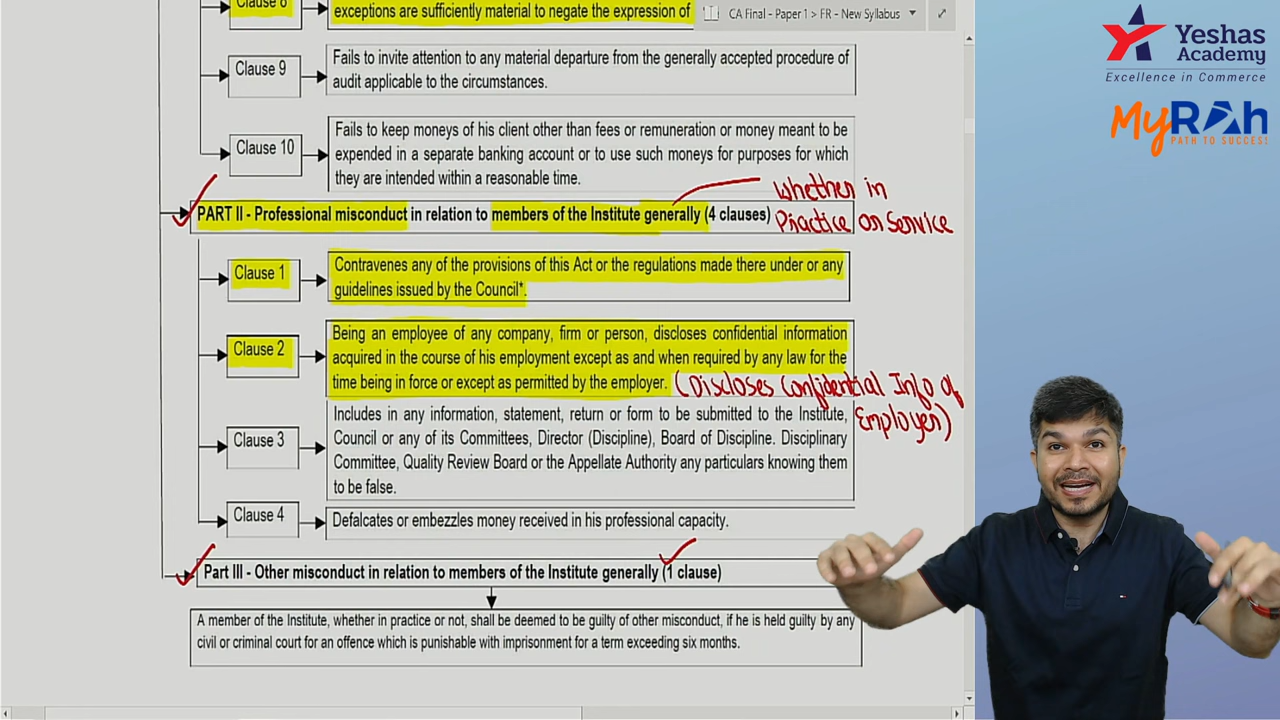 Clause 8
exceptions are sufficiently material to negate the expression of
CA Final - Paper 1 > FR - New Syllabus
Yeshas
Academy
Excellence in Commerce
MyRAh
PATH TO SUCCESS!
Clause 9
Fails to invite attention to any material departure from the generally accepted procedure of
audit applicable to the circumstances.
Clause 10
Fails to keep moneys of his client other than fees or remuneration or money meant to be
expended in a separate banking account or to use such moneys for purposes for which
they are intended within a reasonable time.
PART II - Professional misconduct in relation to members of the Institute generally (4 clauses)
Whether in
Practice or Service
Clause 1
Contravenes any of the provisions of this Act or the regulations made there under or any
guidelines issued by the Council*.
Clause 2
Being an employee of any company, firm or person, discloses confidential information
acquired in the course of his employment except as and when required by any law for the
time being in force or except as permitted by the employer.
(Discloses Confidential Info of
Employer)
Clause 3
Includes in any information, statement, return or form to be submitted to the Institute,
Council or any of its Committees, Director (Discipline), Board of Discipline. Disciplinary
Committee, Quality Review Board or the Appellate Authority any particulars knowing them
to be false.
Clause 4
Defalcates or embezzles money received in his professional capacity.
Part III - Other misconduct in relation to members of the Institute generally (1 clause)
A member of the Institute, whether in practice or not, shall be deemed to be guilty of other misconduct, if he is held guilty by any
civil or criminal court for an offence which is punishable with imprisonment for a term exceeding six months.